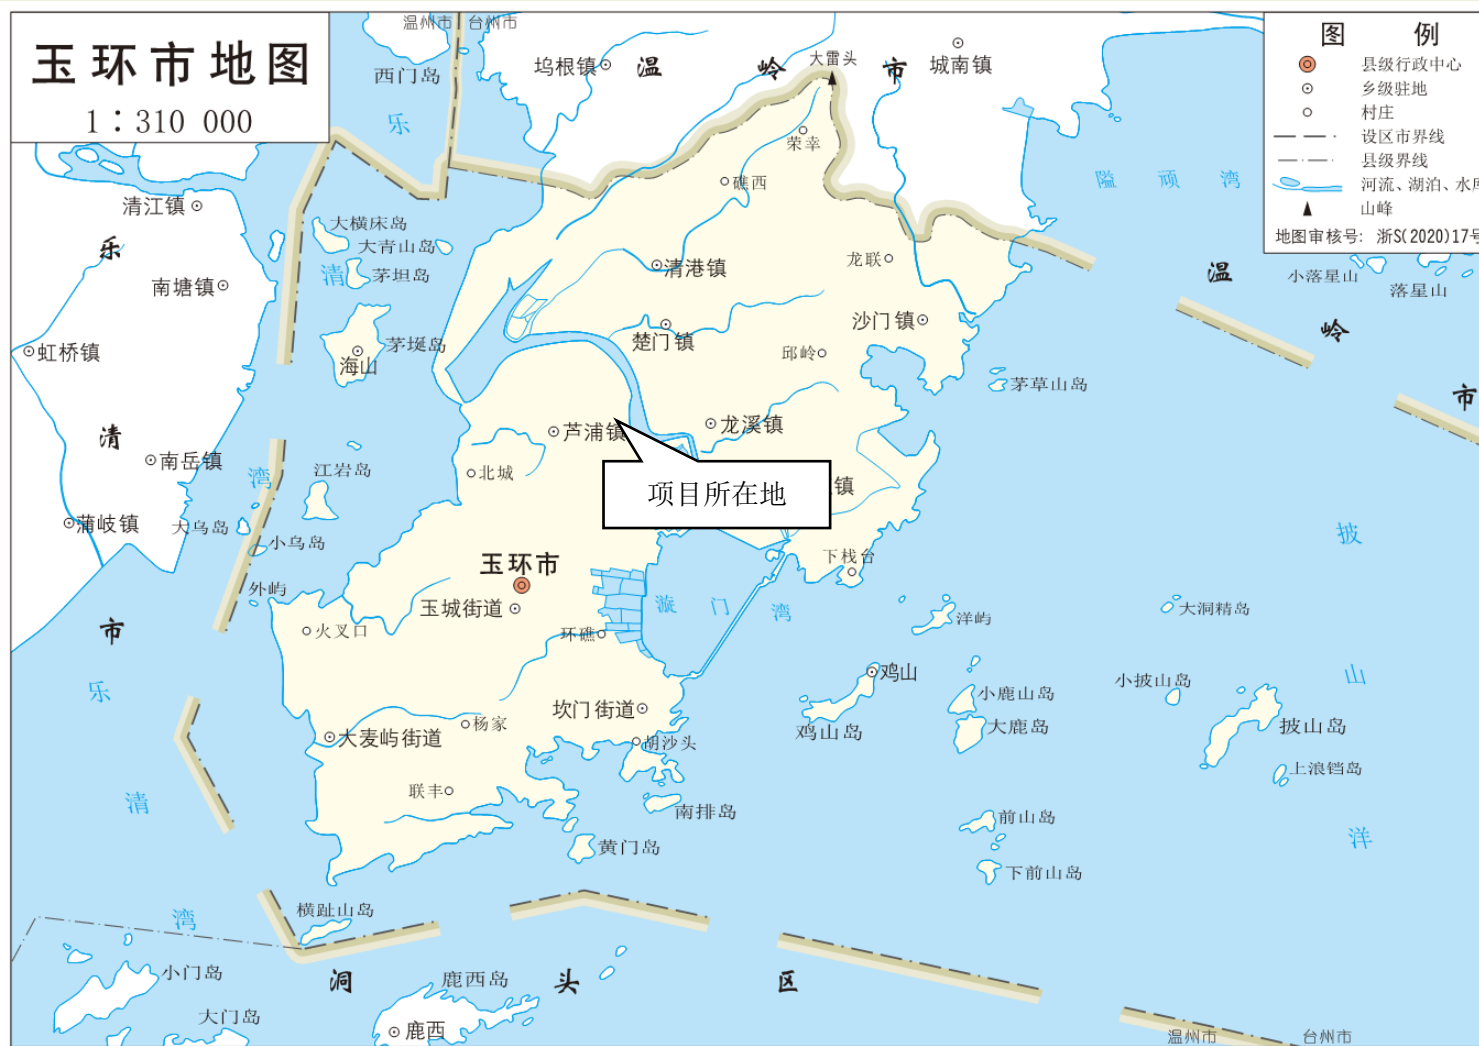 玉环市地图
1：310 000
温州市 台州市
图 例
县级行政中心
乡级驻地
村庄
设区市界线
县级界线
河流、湖泊、水库
山峰
地图审核号: 浙S(2020)17号
西门岛
坞根镇
温 岭 市
大雷头
城南镇
乐
荣幸
礁西
隘 顽 湾
清江镇
大横床岛
大青山岛
乐
清
茅坦岛
清港镇
龙联
温
小落星山
落星山
南塘镇
沙门镇
岭
楚门镇
虹桥镇
茅埏岛
海山
邱岭
茅草山岛
市
清
芦浦镇
龙溪镇
南岳镇
湾
江岩岛
北城
项目所在地
镇
蒲岐镇
大乌岛
小乌岛
披
下栈台
玉环市
外屿
玉城街道
漩 门 湾
洋屿
大洞精岛
市
火叉口
环礁
鸡山
山
乐
小鹿山岛
小披山岛
坎门街道
杨家
大麦屿街道
鸡山岛
大鹿岛
披山岛
胡沙头
上浪铛岛
联丰
清
南排岛
前山岛
洋
黄门岛
下前山岛
横趾山岛
湾
小门岛
洞 头 区
鹿西岛
大门岛
鹿西
温州市 台州市